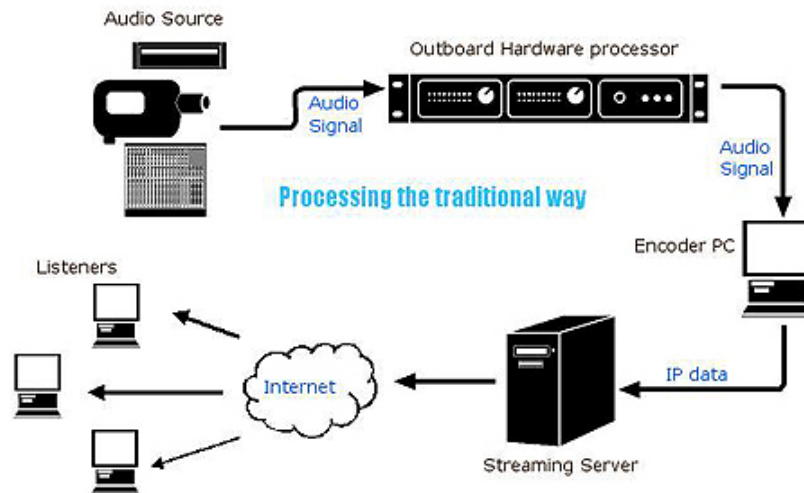 Audio Source
Outboard Hardware processor
Audio
Signal
Audio
Signal
Processing the traditional way
Encoder PC
Listeners
Internet
IP data
Streaming Server